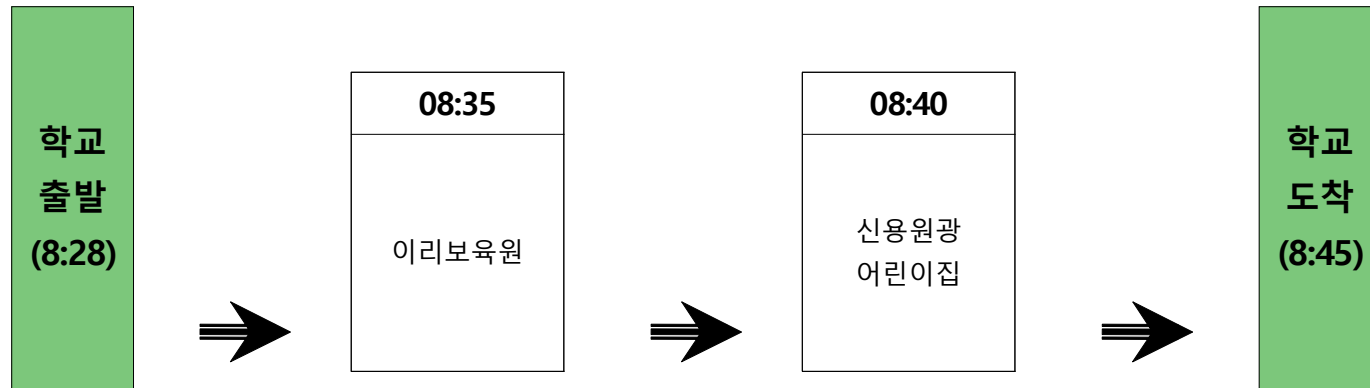 학교
출발
(8:28)
08:35
이리보육원
08:40
신용원광
어린이집
학교
도착
(8:45)